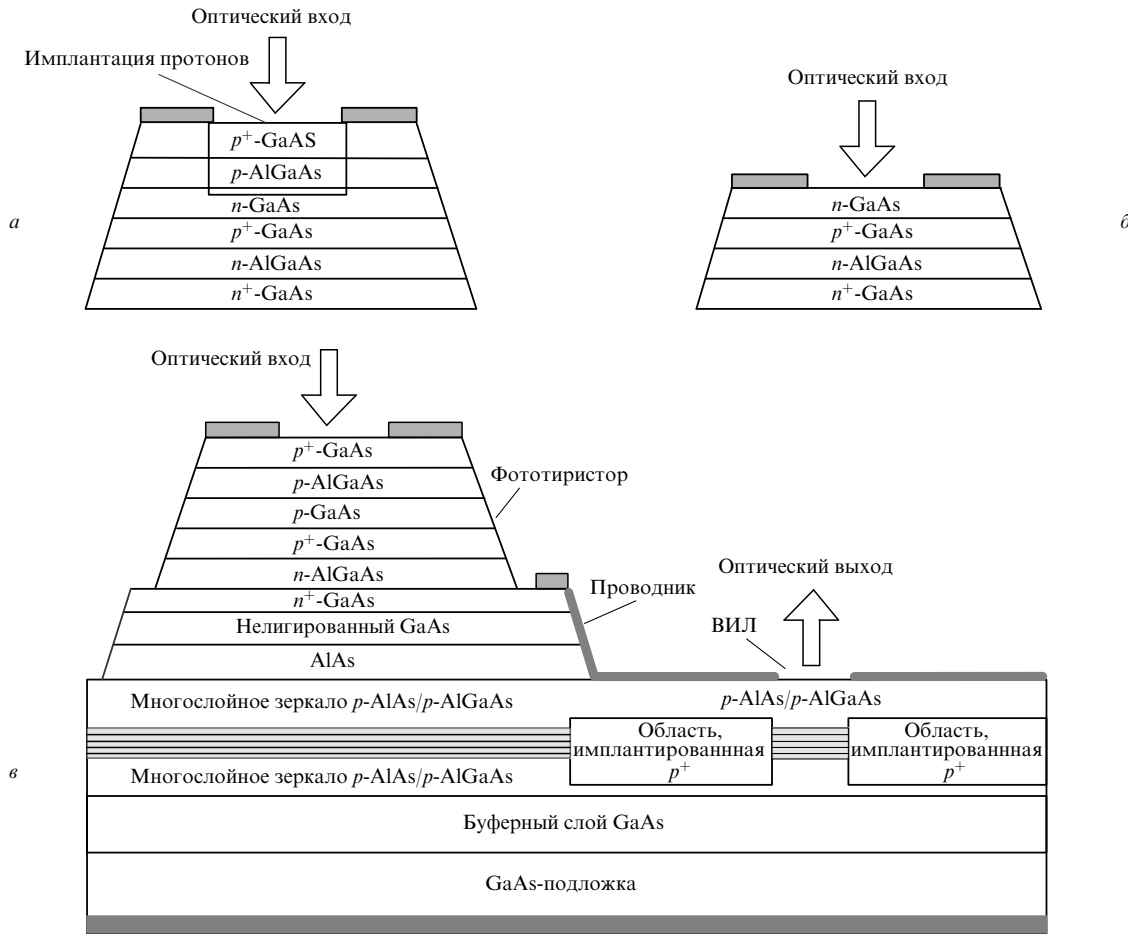 Оптический вход
Имплантация протонов
p⁺-GaAS
p-AlGaAs
n-GaAs
p⁺-GaAs
n-AlGaAs
n⁺-GaAs
а
Оптический вход
n-GaAs
p⁺-GaAs
n-AlGaAs
n⁺-GaAs
б
Оптический вход
p⁺-GaAs
p-AlGaAs
p-GaAs
p⁺-GaAs
n-AlGaAs
n⁺-GaAs
Нелигированный GaAs
AlAs
Фототиристор
Проводник
Оптический выход
ВИЛ
Многослойное зеркало p-AlAs/p-AlGaAs
p-AlAs/p-AlGaAs
Область,
имплантированнная
p⁺
Область,
имплантированнная
p⁺
Многослойное зеркало p-AlAs/p-AlGaAs
в
Буферный слой GaAs
GaAs-подложка